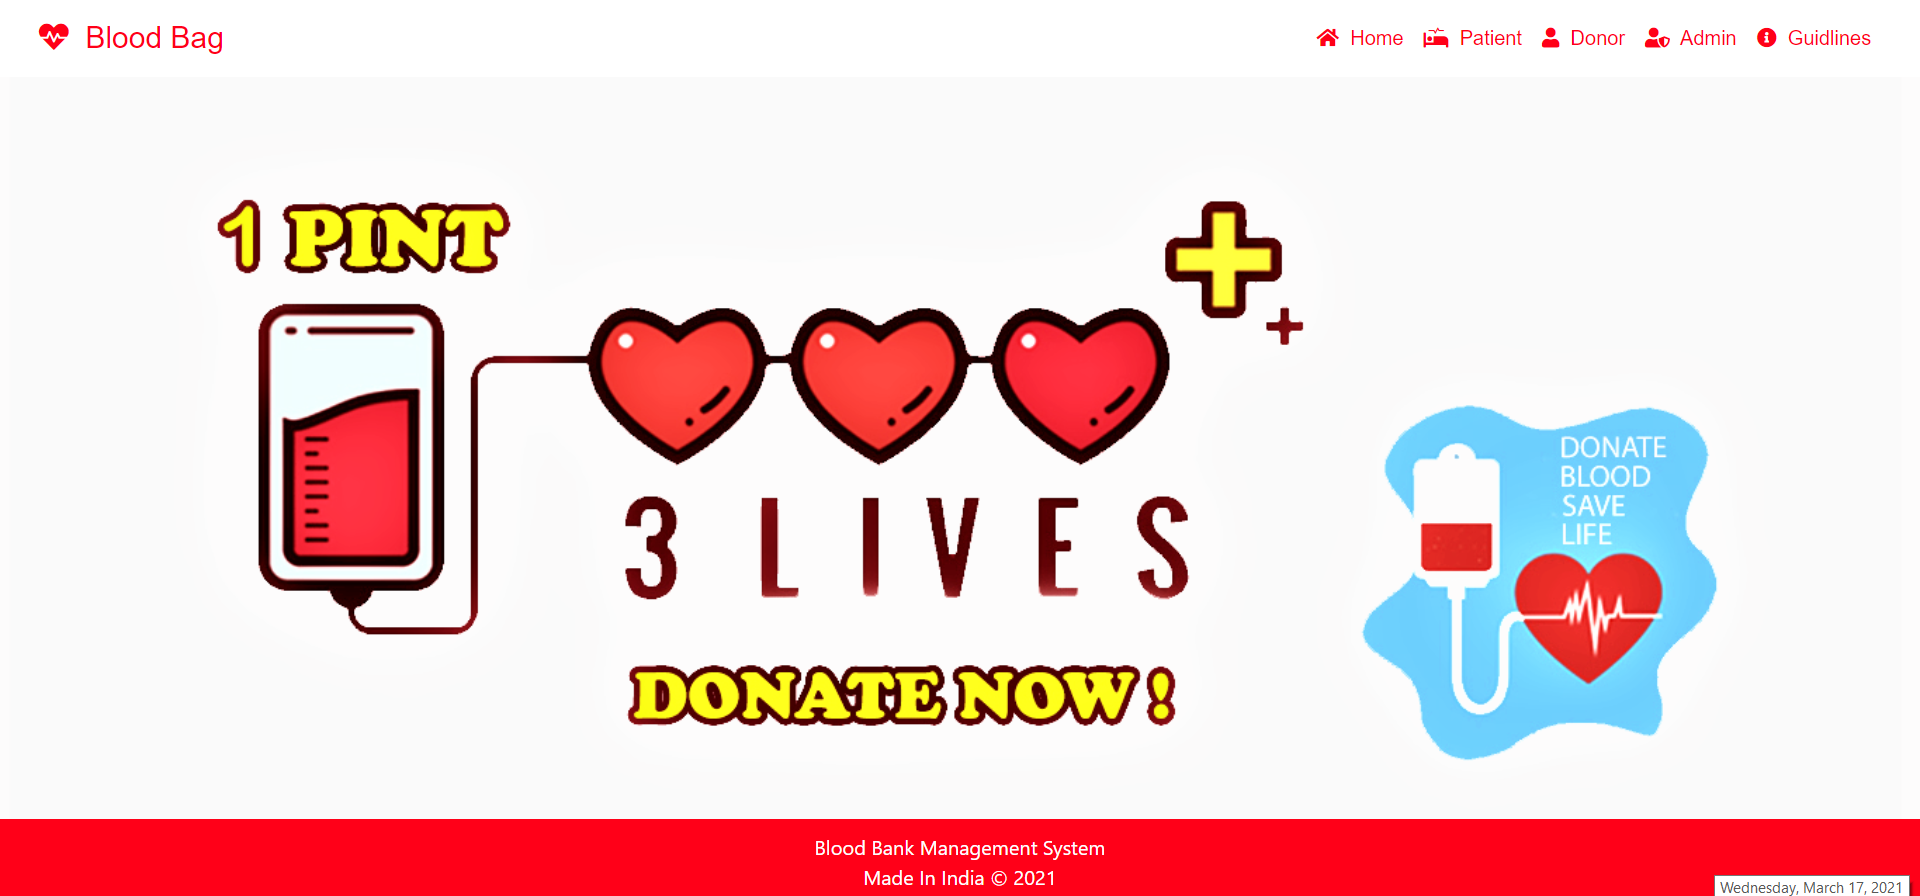 Blood Bag
Home Patient Donor Admin Guidlines
1 PINT
3 LIVES
DONATE NOW !
DONATE
BLOOD
SAVE
LIFE
Blood Bank Management System
Made In India © 2021
Wednesday, March 17, 2021